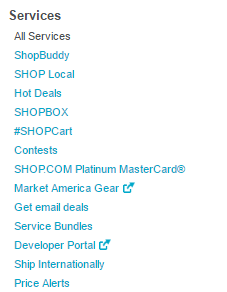 Services
All Services
ShopBuddy
SHOP Local
Hot Deals
SHOPBOX
#SHOPCart
Contests
SHOP.COM Platinum MasterCard®
Market America Gear
Get email deals
Service Bundles
Developer Portal
Ship Internationally
Price Alerts